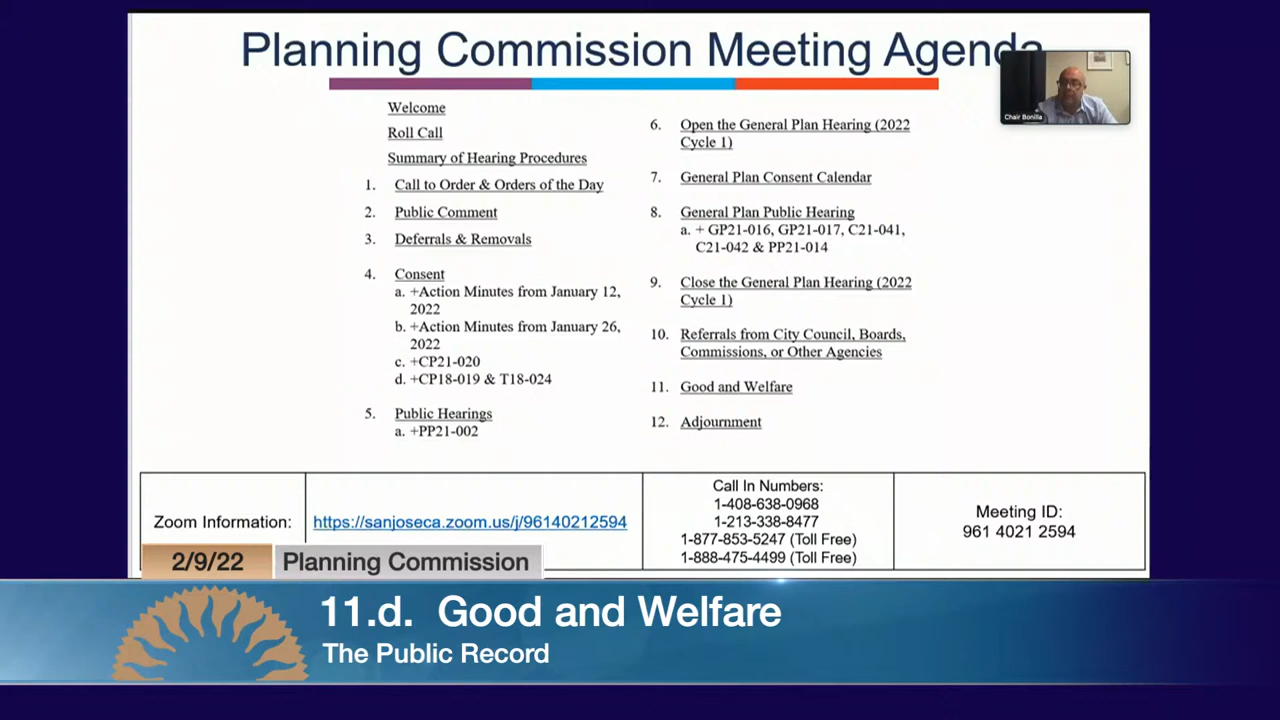 Planning Commission Meeting Agenda
Chair Bonilla
Welcome
Roll Call
Summary of Hearing Procedures
1. Call to Order & Orders of the Day
2. Public Comment
3. Deferrals & Removals
4. Consent
a. +Action Minutes from January 12,
2022
b. +Action Minutes from January 26,
2022
c. +CP21-020
d. +CP18-019 & T18-024
5. Public Hearings
a. +PP21-002
6. Open the General Plan Hearing (2022
Cycle 1)
7. General Plan Consent Calendar
8. General Plan Public Hearing
a. + GP21-016, GP21-017, C21-041,
C21-042 & PP21-014
9. Close the General Plan Hearing (2022
Cycle 1)
10. Referrals from City Council, Boards,
Commissions, or Other Agencies
11. Good and Welfare
12. Adjournment
Zoom Information:
https://sanjoseca.zoom.us/j/96140212594
Call In Numbers:
1-408-638-0968
1-213-338-8477
1-877-853-5247 (Toll Free)
1-888-475-4499 (Toll Free)
Meeting ID:
961 4021 2594
2/9/22 Planning Commission
11.d. Good and Welfare
The Public Record